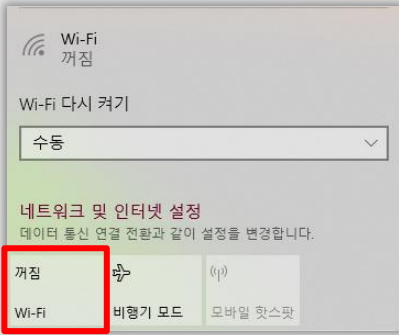 Wi-Fi
꺼짐
Wi-Fi 다시 켜기
수동
네트워크 및 인터넷 설정
데이터 통신 연결 전환과 같이 설정을 변경합니다.
꺼짐
Wi-Fi 비행기 모드 모바일 핫스팟